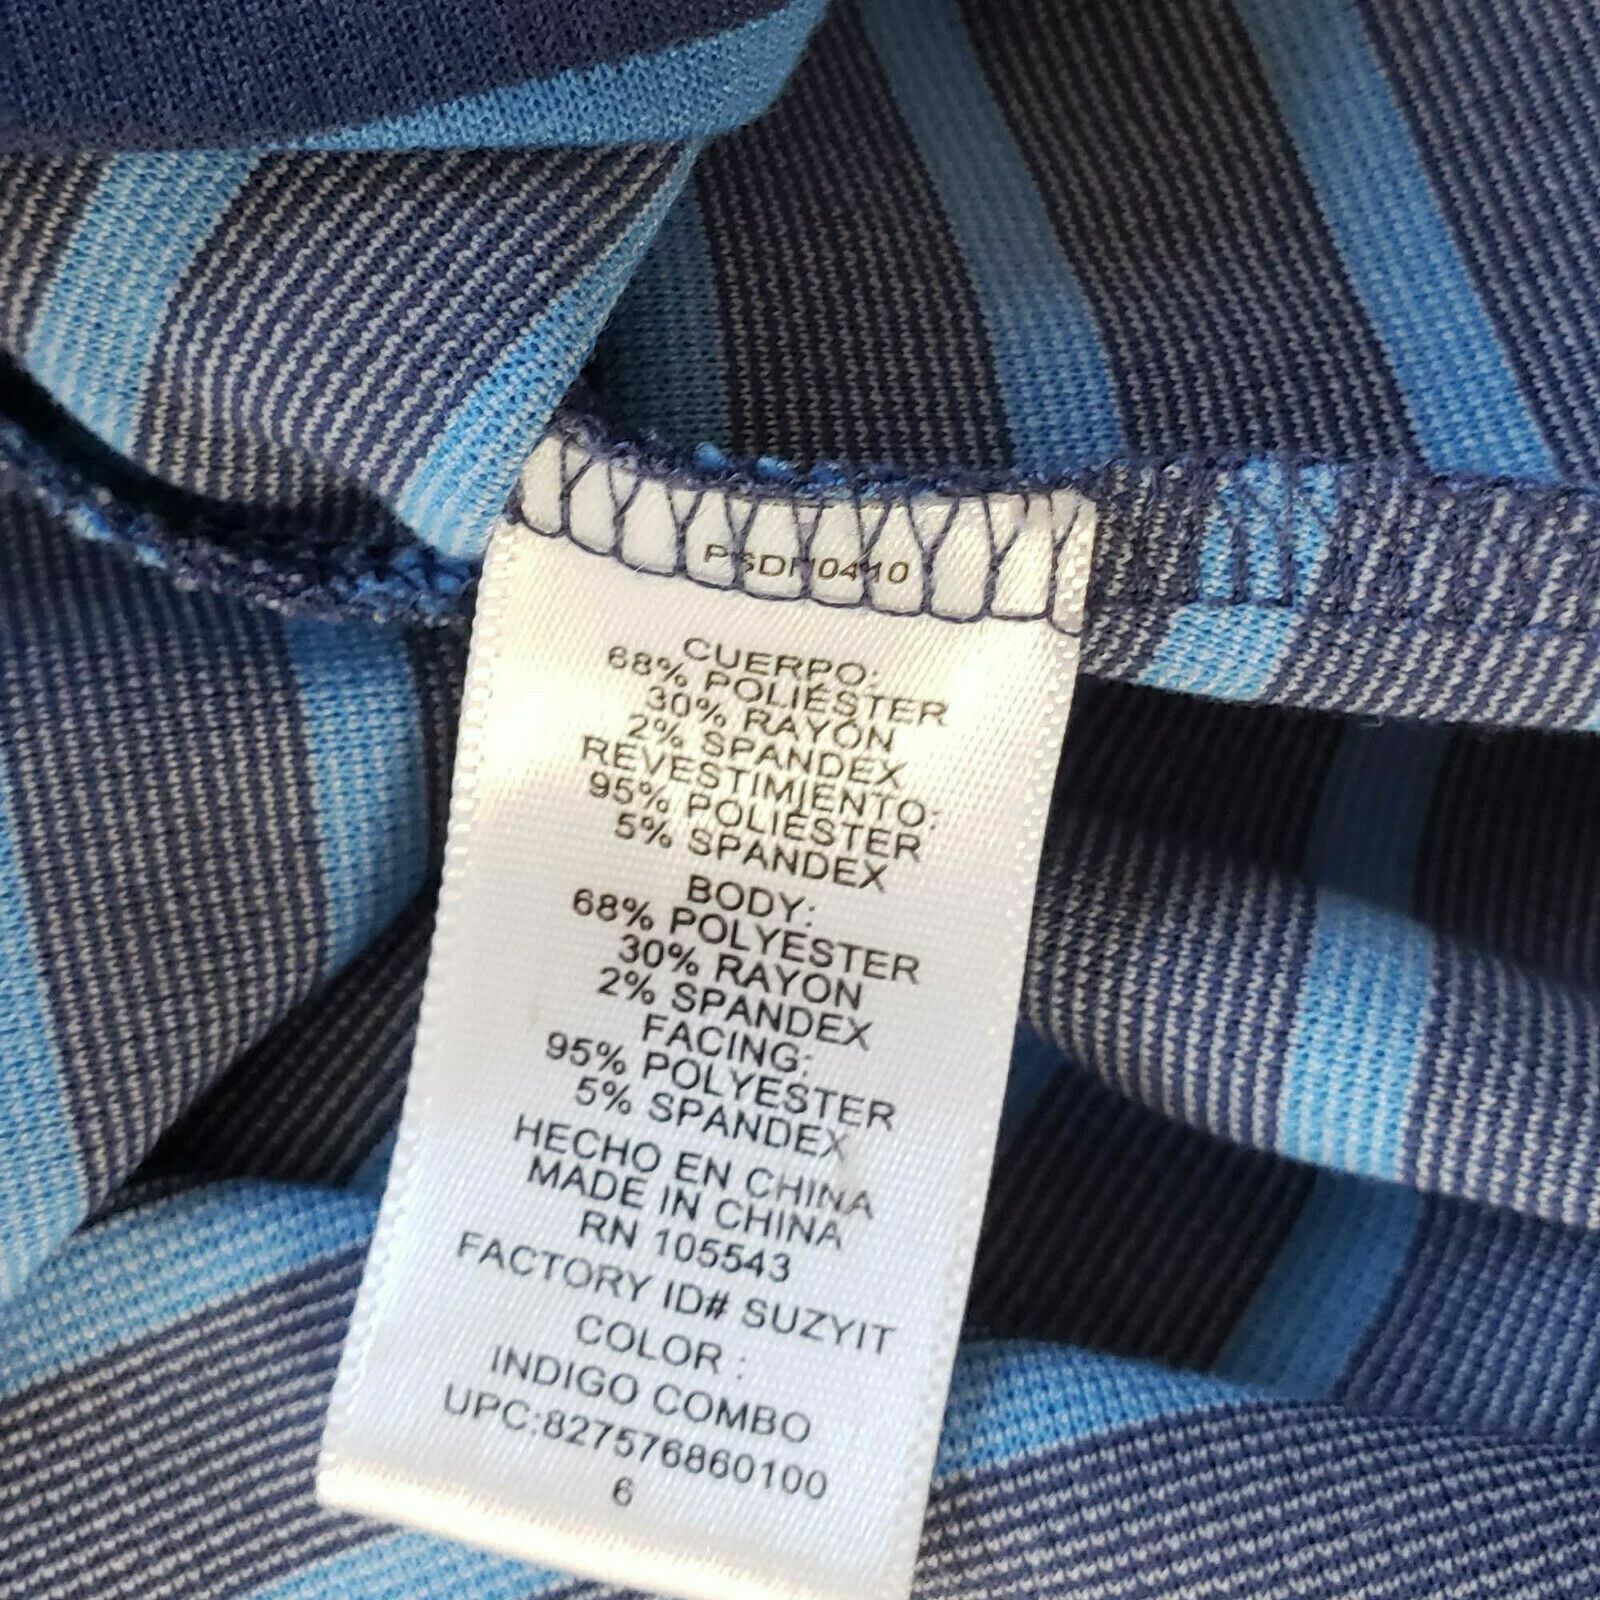 CUERPO:
68% POLIÉSTER
30% RAYON
2% SPANDEX
REVESTIMIENTO:
95% POLIÉSTER
5% SPANDEX
BODY:
68% POLYESTER
30% RAYON
2% SPANDEX
FACING:
95% POLYESTER
5% SPANDEX
HECHO EN CHINA
MADE IN CHINA
RN 105543
FACTORY ID# SUZYIT
COLOR :
INDIGO COMBO
UPC:827576860100
6